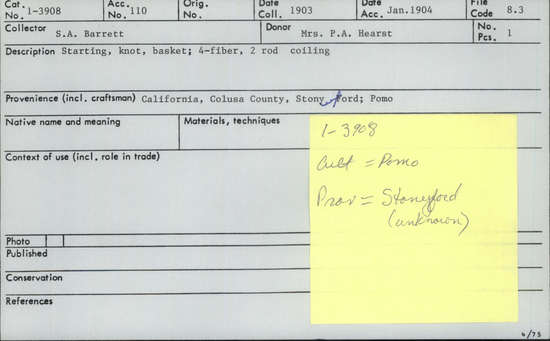 Cat. No. 1-3908 Acc. No. 110 Orig. No. Date Coll. 1903 Date Acc. Jan.1904 File Code 8.3
Collector S.A. Barrett Donor Mrs. P.A. Hearst No. Pcs. 1
Description Starting, knot, basket; 4-fiber, 2 rod coiling
Provenience (incl. craftsman) California, Colusa County, Stony Ford; Pomo
Native name and meaning Materials, techniques
Context of use (incl. role in trade)
Photo
Published
Conservation
References
1-3908
Cult = Pomo
Prov = Stoneyford
(unknown)
4/75